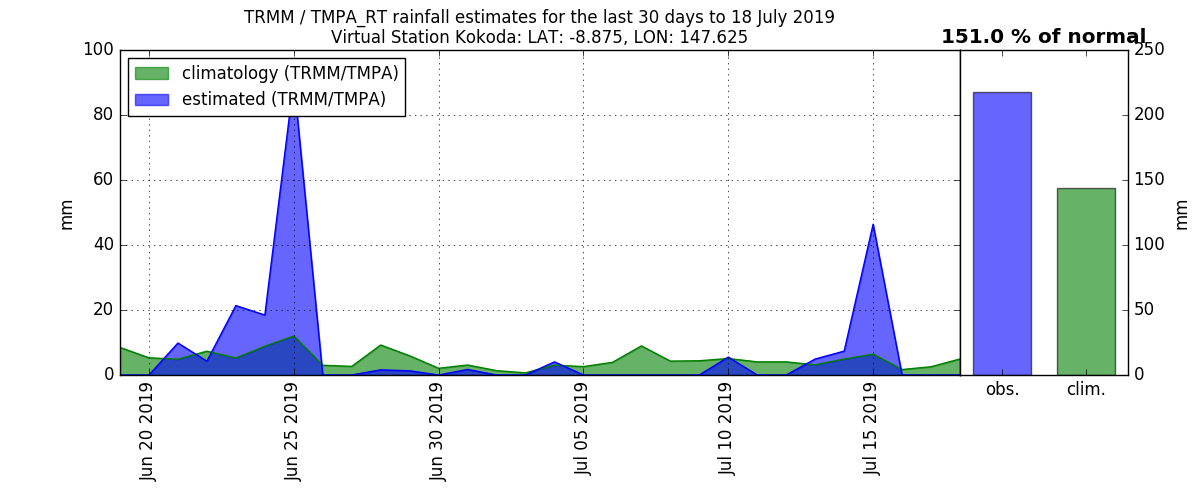 TRMM / TMPA_RT rainfall estimates for the last 30 days to 18 July 2019
Virtual Station Kokoda: LAT: -8.875, LON: 147.625
151.0 % of normal
climatology (TRMM/TMPA)
estimated (TRMM/TMPA)
mm
100
80
60
40
20
0
Jun 20 2019
Jun 25 2019
Jun 30 2019
Jul 05 2019
Jul 10 2019
Jul 15 2019
obs.
clim.
250
200
150
100
50
0
mm